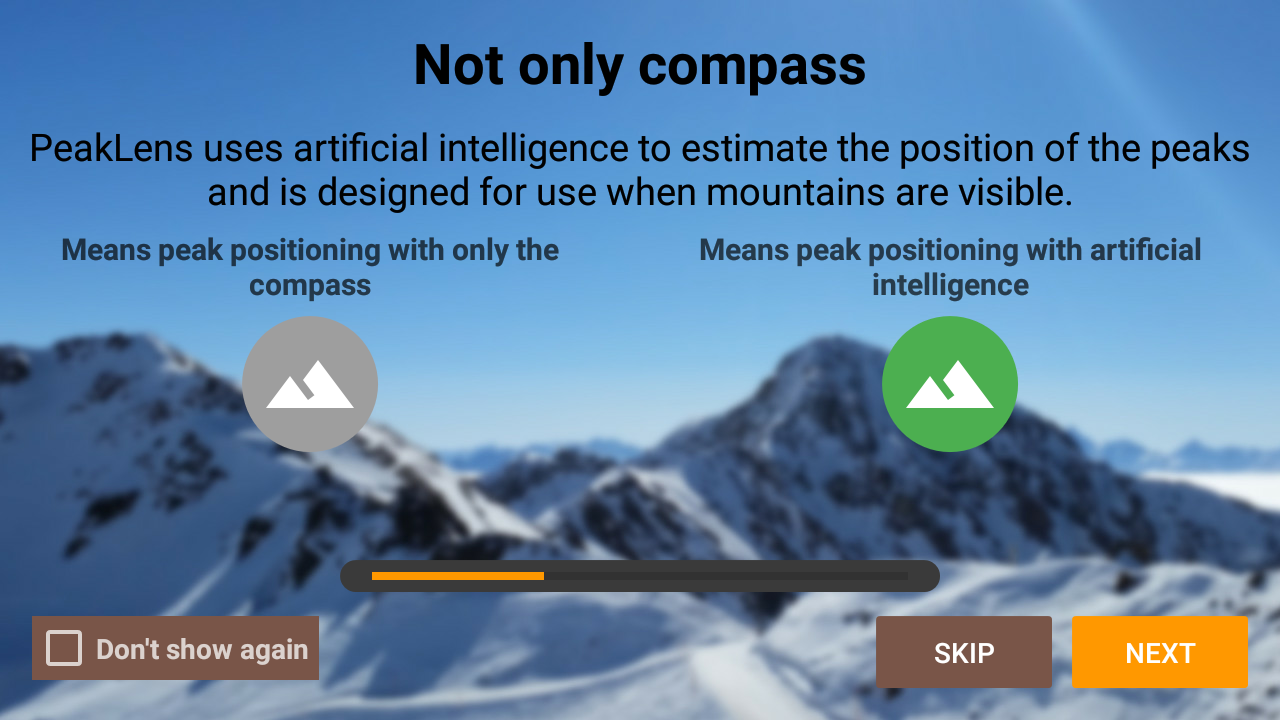 Not only compass
PeakLens uses artificial intelligence to estimate the position of the peaks
and is designed for use when mountains are visible.
Means peak positioning with only the
compass
Means peak positioning with artificial
intelligence
Don't show again
SKIP
NEXT